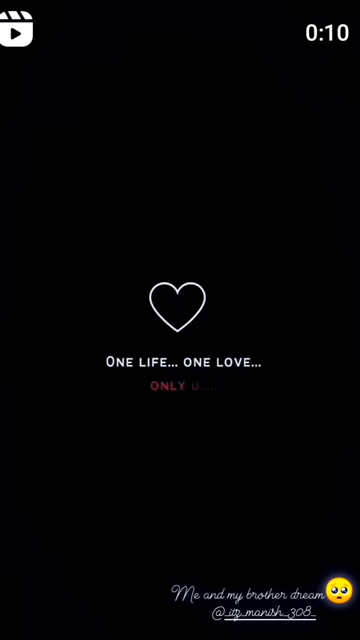 0:10
One life... one love...
only u.....
Me and my brother dream🥺
@_itz_manish_308_